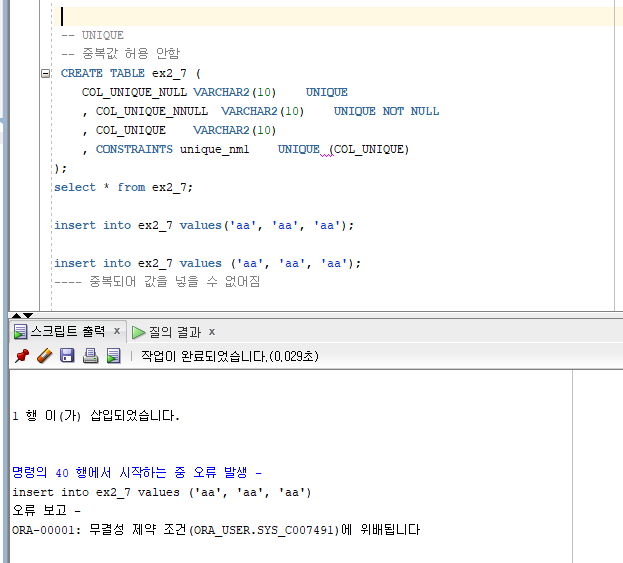 -- UNIQUE
-- 중복값 허용 안함
CREATE TABLE ex2_7 (
COL_UNIQUE_NULL VARCHAR2(10) UNIQUE
, COL_UNIQUE_NNULL VARCHAR2(10) UNIQUE NOT NULL
, COL_UNIQUE VARCHAR2(10)
, CONSTRAINTS unique_nm1 UNIQUE (COL_UNIQUE)
);
select * from ex2_7;
insert into ex2_7 values('aa', 'aa', 'aa');
insert into ex2_7 values ('aa', 'aa', 'aa');
---- 중복되어 값을 넣을 수 없어짐
스크립트 출력 x 질의 결과 x
작업이 완료되었습니다.(0.029초)
1 행 이(가) 삽입되었습니다.
명령의 40 행에서 시작하는 중 오류 발생 -
insert into ex2_7 values ('aa', 'aa', 'aa')
오류 보고 -
ORA-00001: 무결성 제약 조건(ORA_USER.SYS_C007491)에 위배됩니다